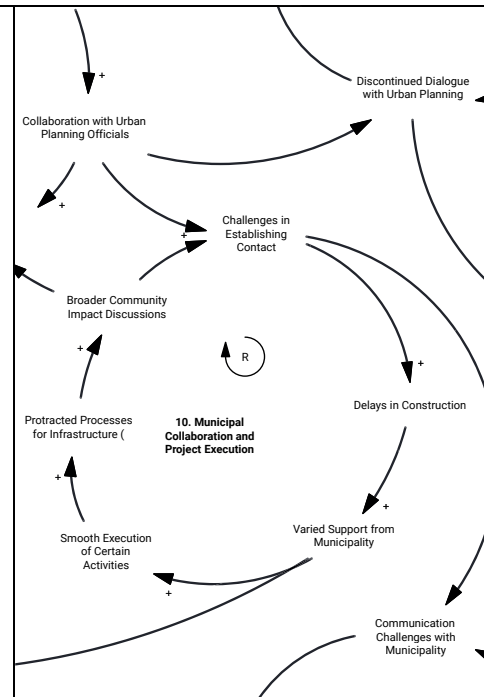 +
Discontinued Dialogue
with Urban Planning
Collaboration with Urban
Planning Officials
+
Challenges in
Establishing
Contact
+
Broader Community
Impact Discussions
+
R
+
Delays in Construction
Protracted Processes
for Infrastructure (
10. Municipal
Collaboration and
Project Execution
+
+
Varied Support from
Municipality
Smooth Execution
of Certain
Activities
+
Communication
Challenges with
Municipality